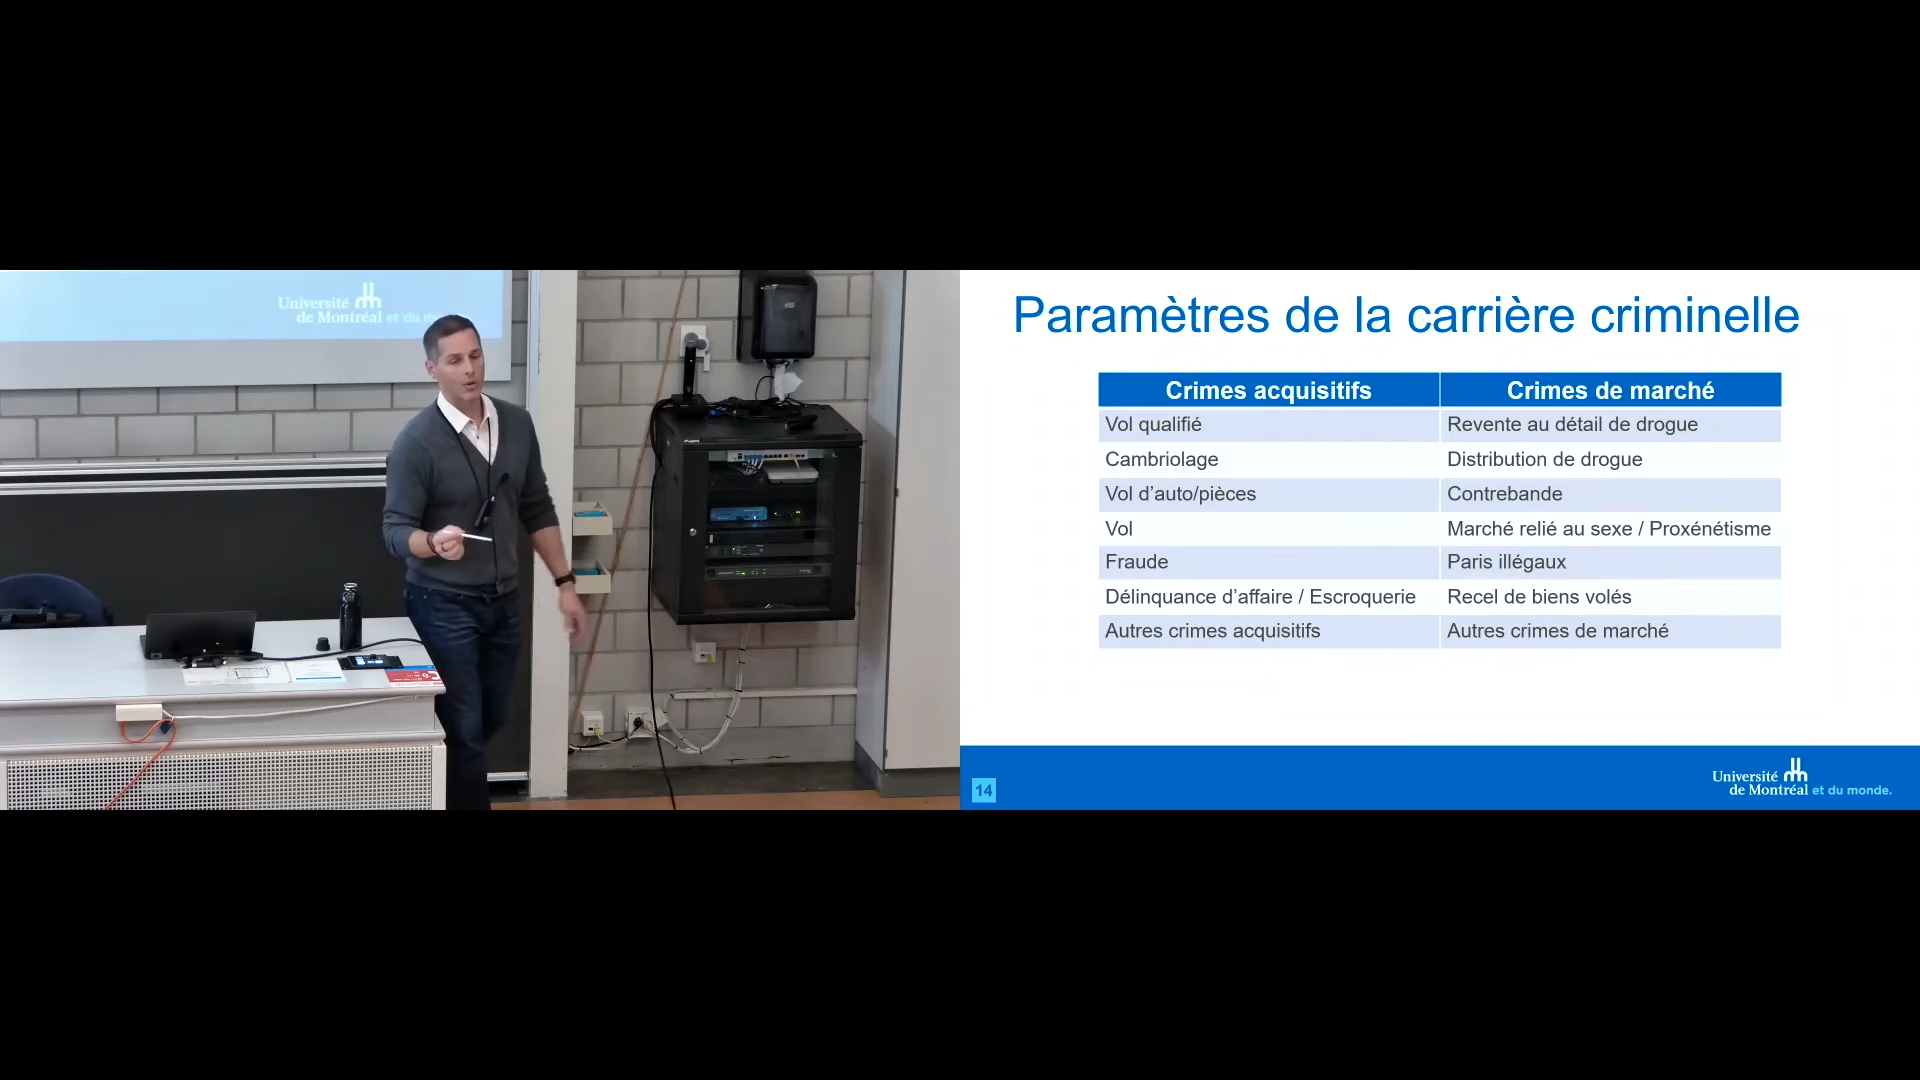 Université
de Montréal et du monde.
Paramètres de la carrière criminelle
Crimes acquisitifs Crimes de marché
Vol qualifié Revente au détail de drogue
Cambriolage Distribution de drogue
Vol d'auto/pièces Contrebande
Vol Marché relié au sexe / Proxénétisme
Fraude Paris illégaux
Délinquance d'affaire / Escroquerie Recel de biens volés
Autres crimes acquisitifs Autres crimes de marché
14
Université
de Montréal et du monde.